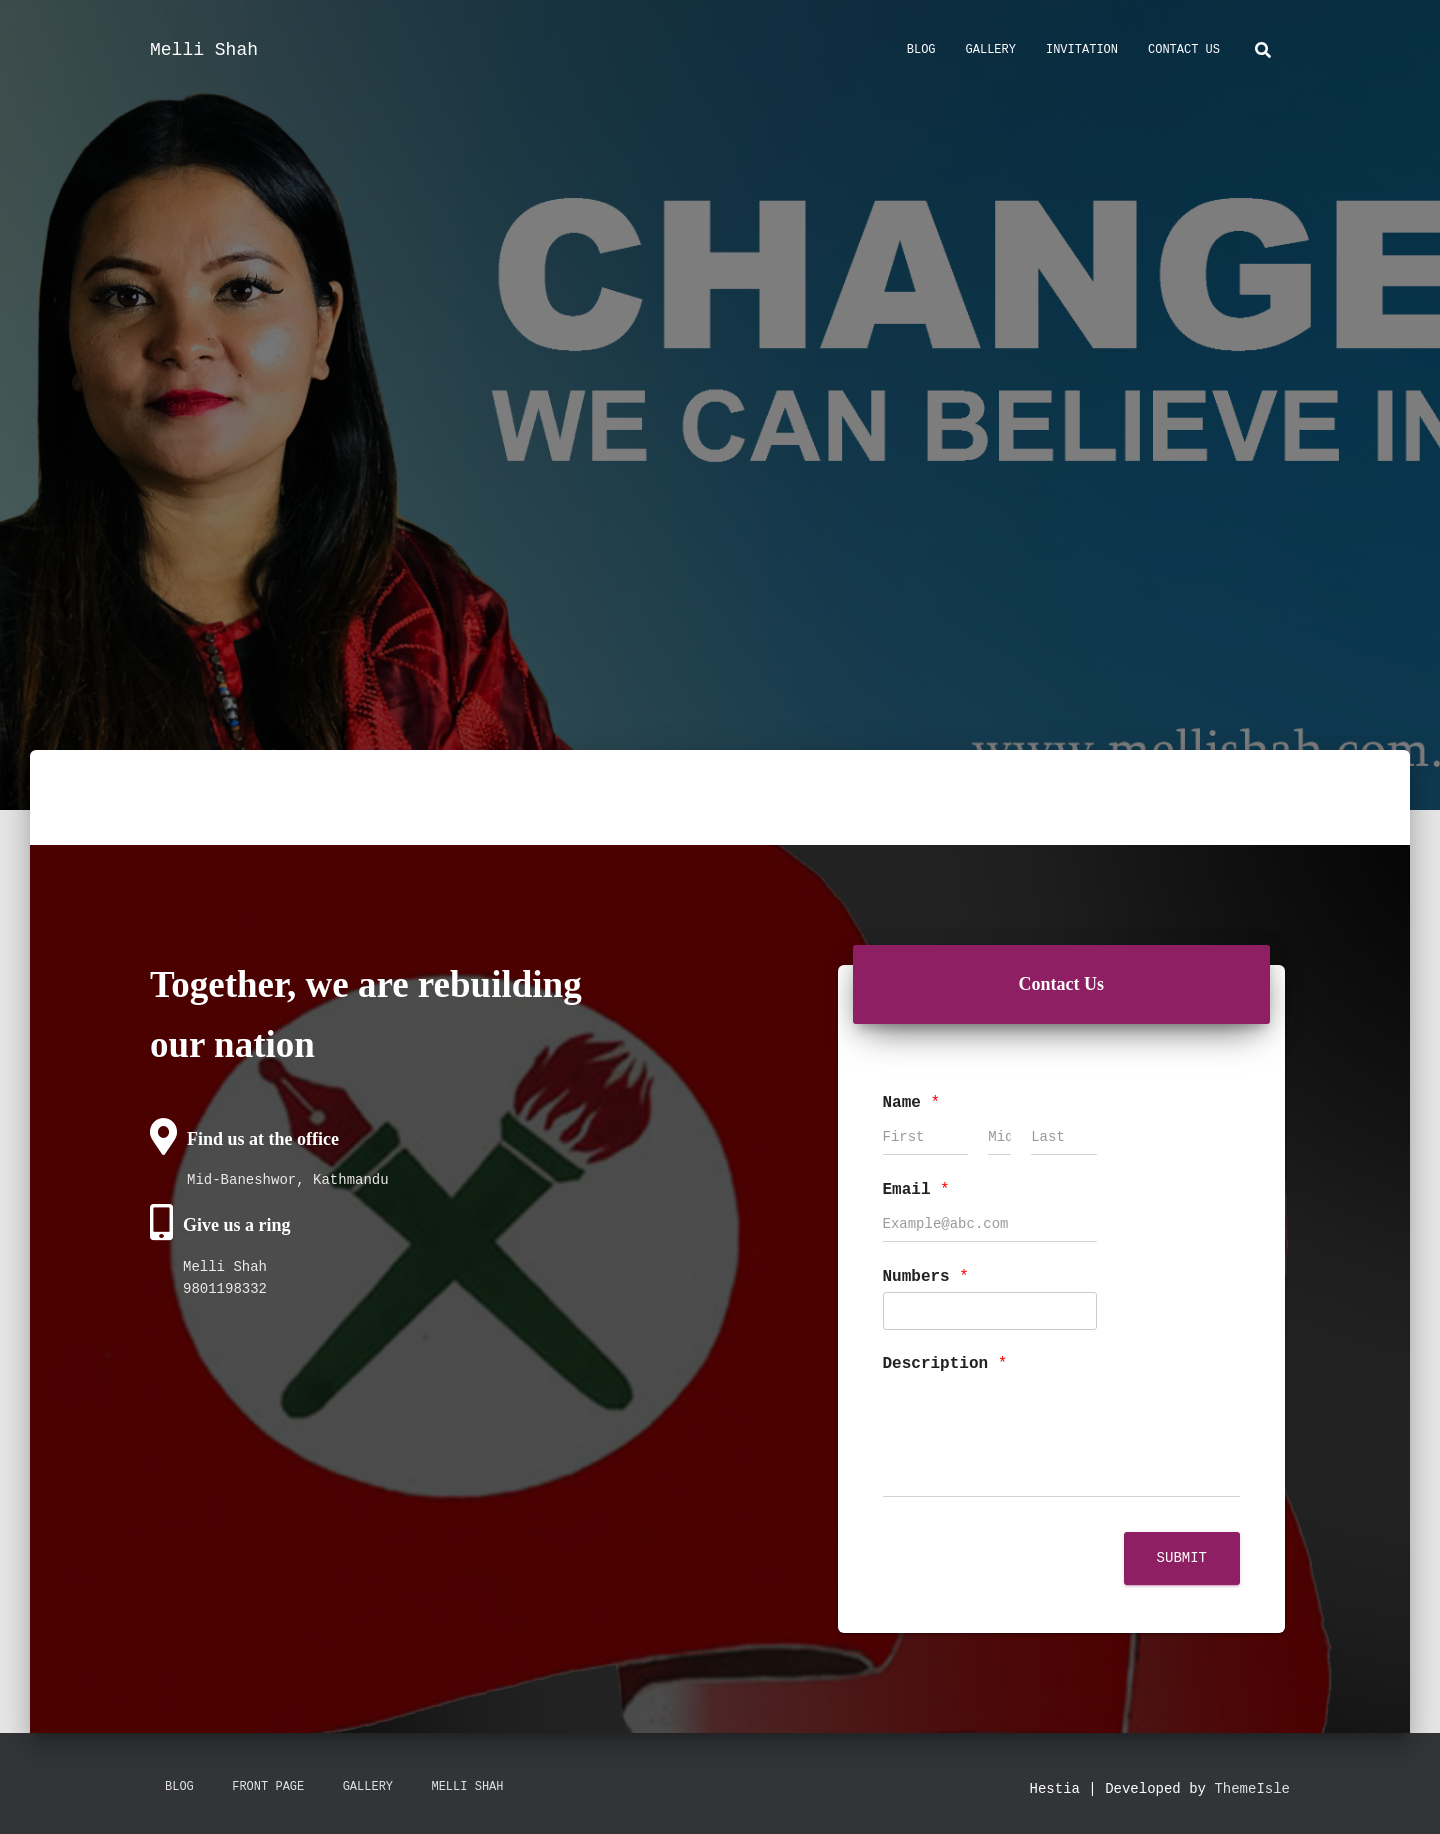 Melli Shah
BLOG
GALLERY
INVITATION
CONTACT US
CHANGE
WE CAN BELIEVE IN
www.mellishah.com.
Together, we are rebuilding
our nation
Find us at the office
Mid-Baneshwor, Kathmandu
Give us a ring
Melli Shah
9801198332
Contact Us
Name *
First
Mid
Last
Email *
Example@abc.com
Numbers *
Description *
SUBMIT
BLOG
FRONT PAGE
GALLERY
MELLI SHAH
Hestia | Developed by ThemeIsle